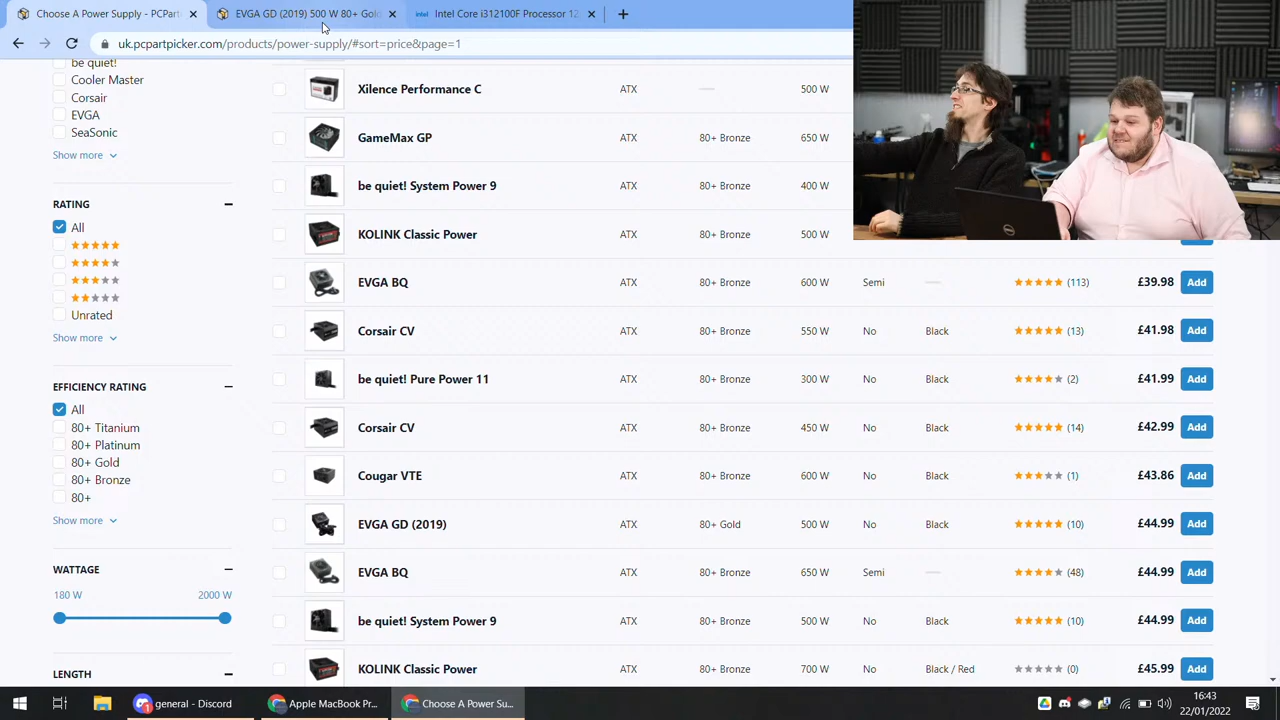 Choose A Power Supply - PCPart
EVGA GD (2019) 500 W 80+ Gol
intel Intel Core i312100F Processor 12
uk.pcpartpicker.com/products/power-supply/#sort=price&page=1
be quiet!
Cooler Master
Corsair
EVGA
SeaSonic
Show more
RATING
All
Unrated
Show more
EFFICIENCY RATING
All
80+ Titanium
80+ Platinum
80+ Gold
80+ Bronze
80+
Show more
WATTAGE
180 W 2000 W
LENGTH
Xilence Performance C ATX 500 W
GameMax GP ATX 80+ Bronze 650 W
be quiet! System Power 9 ATX 80+ Bronze 400 W
KOLINK Classic Power ATX 80+ Bronze 500 W
EVGA BQ ATX 80+ Bronze 600 W Semi (113) £39.98 Add
Corsair CV ATX 80+ Bronze 550 W No Black (13) £41.98 Add
be quiet! Pure Power 11 ATX 80+ Bronze 300 W No Black (2) £41.99 Add
Corsair CV ATX 80+ Bronze 450 W No Black (14) £42.99 Add
Cougar VTE ATX 80+ Bronze 600 W No Black (1) £43.86 Add
EVGA GD (2019) ATX 80+ Gold 500 W No Black (10) £44.99 Add
EVGA BQ ATX 80+ Bronze 650 W Semi (48) £44.99 Add
be quiet! System Power 9 ATX 80+ Bronze 500 W No Black (10) £44.99 Add
KOLINK Classic Power ATX 80+ Bronze 700 W No Black / Red (0) £45.99 Add
DELL
general - Discord
Apple MacBook Pr...
Choose A Power Su...
16:43
22/01/2022